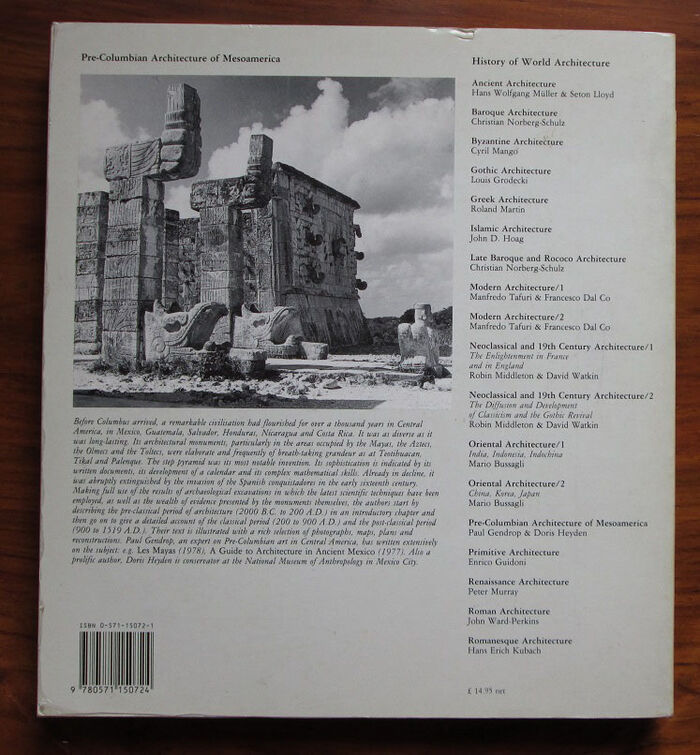 Pre-Columbian Architecture of Mesoamerica
Before Columbus arrived, a remarkable civilisation had flourished for over a thousand years in Central
America, in Mexico, Guatemala, Salvador, Honduras, Nicaragua and Costa Rica. It was as diverse as it
was long-lasting. Its architectural monuments, particularly in the areas occupied by the Mayas, the Aztecs,
the Olmecs and the Toltecs, were elaborate and frequently of breath-taking grandeur as at Teotihuacan,
Tikal and Palenque. The step pyramid was its most notable invention. Its sophistication is indicated by its
written documents, its development of a calendar and its complex mathematical skills. Already in decline, it
was abruptly extinguished by the invasion of the Spanish conquistadores in the early sixteenth century.
Making full use of the results of archaeological excavations in which the latest scientific techniques have been
employed, as well as the wealth of evidence presented by the monuments themselves, the authors start by
describing the pre-classical period of architecture (2000 B.C. to 200 A.D.) in an introductory chapter and
then go on to give a detailed account of the classical period (200 to 900 A.D.) and the post-classical period
(900 to 1519 A.D.). Their text is illustrated with a rich selection of photographs, maps, plans and
reconstructions. Paul Gendrop, an expert on Pre-Columbian art in Central America, has written extensively
on the subject: e.g. Les Mayas (1978), A Guide to Architecture in Ancient Mexico (1977). Also a
prolific author, Doris Heyden is conservator at the National Museum of Anthropology in Mexico City.
ISBN 0-571-15072-1
9 780571 150724
History of World Architecture
Ancient Architecture
Hans Wolfgang Müller & Seton Lloyd
Baroque Architecture
Christian Norberg-Schulz
Byzantine Architecture
Cyril Mango
Gothic Architecture
Louis Grodecki
Greek Architecture
Roland Martin
Islamic Architecture
John D. Hoag
Late Baroque and Rococo Architecture
Christian Norberg-Schulz
Modern Architecture/1
Manfredo Tafuri & Francesco Dal Co
Modern Architecture/2
Manfredo Tafuri & Francesco Dal Co
Neoclassical and 19th Century Architecture/1
The Enlightenment in France
and in England
Robin Middleton & David Watkin
Neoclassical and 19th Century Architecture/2
The Diffusion and Development
of Classicism and the Gothic Revival
Robin Middleton & David Watkin
Oriental Architecture/1
India, Indonesia, Indochina
Mario Bussagli
Oriental Architecture/2
China, Korea, Japan
Mario Bussagli
Pre-Columbian Architecture of Mesoamerica
Paul Gendrop & Doris Heyden
Primitive Architecture
Enrico Guidoni
Renaissance Architecture
Peter Murray
Roman Architecture
John Ward-Perkins
Romanesque Architecture
Hans Erich Kubach
£ 14.95 net